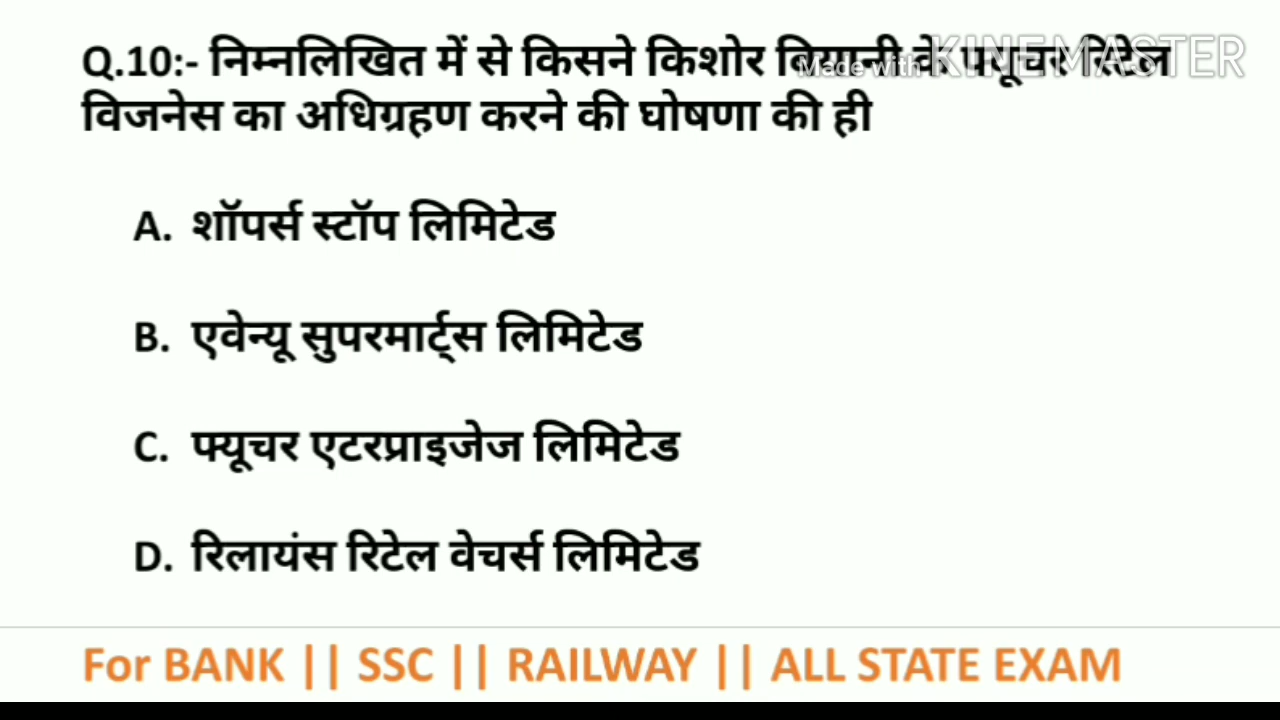 Q.10:- निम्नलिखित में से किसने किशोर बियानी के फ्यूचर रिटेल
विजनेस का अधिग्रहण करने की घोषणा की ही
A. शॉपर्स स्टॉप लिमिटेड
B. एवेन्यू सुपरमार्ट्स लिमिटेड
C. फ्यूचर एटरप्राइजेज लिमिटेड
D. रिलायंस रिटेल वेचर्स लिमिटेड
For BANK || SSC || RAILWAY || ALL STATE EXAM
Made with KINEMASTER